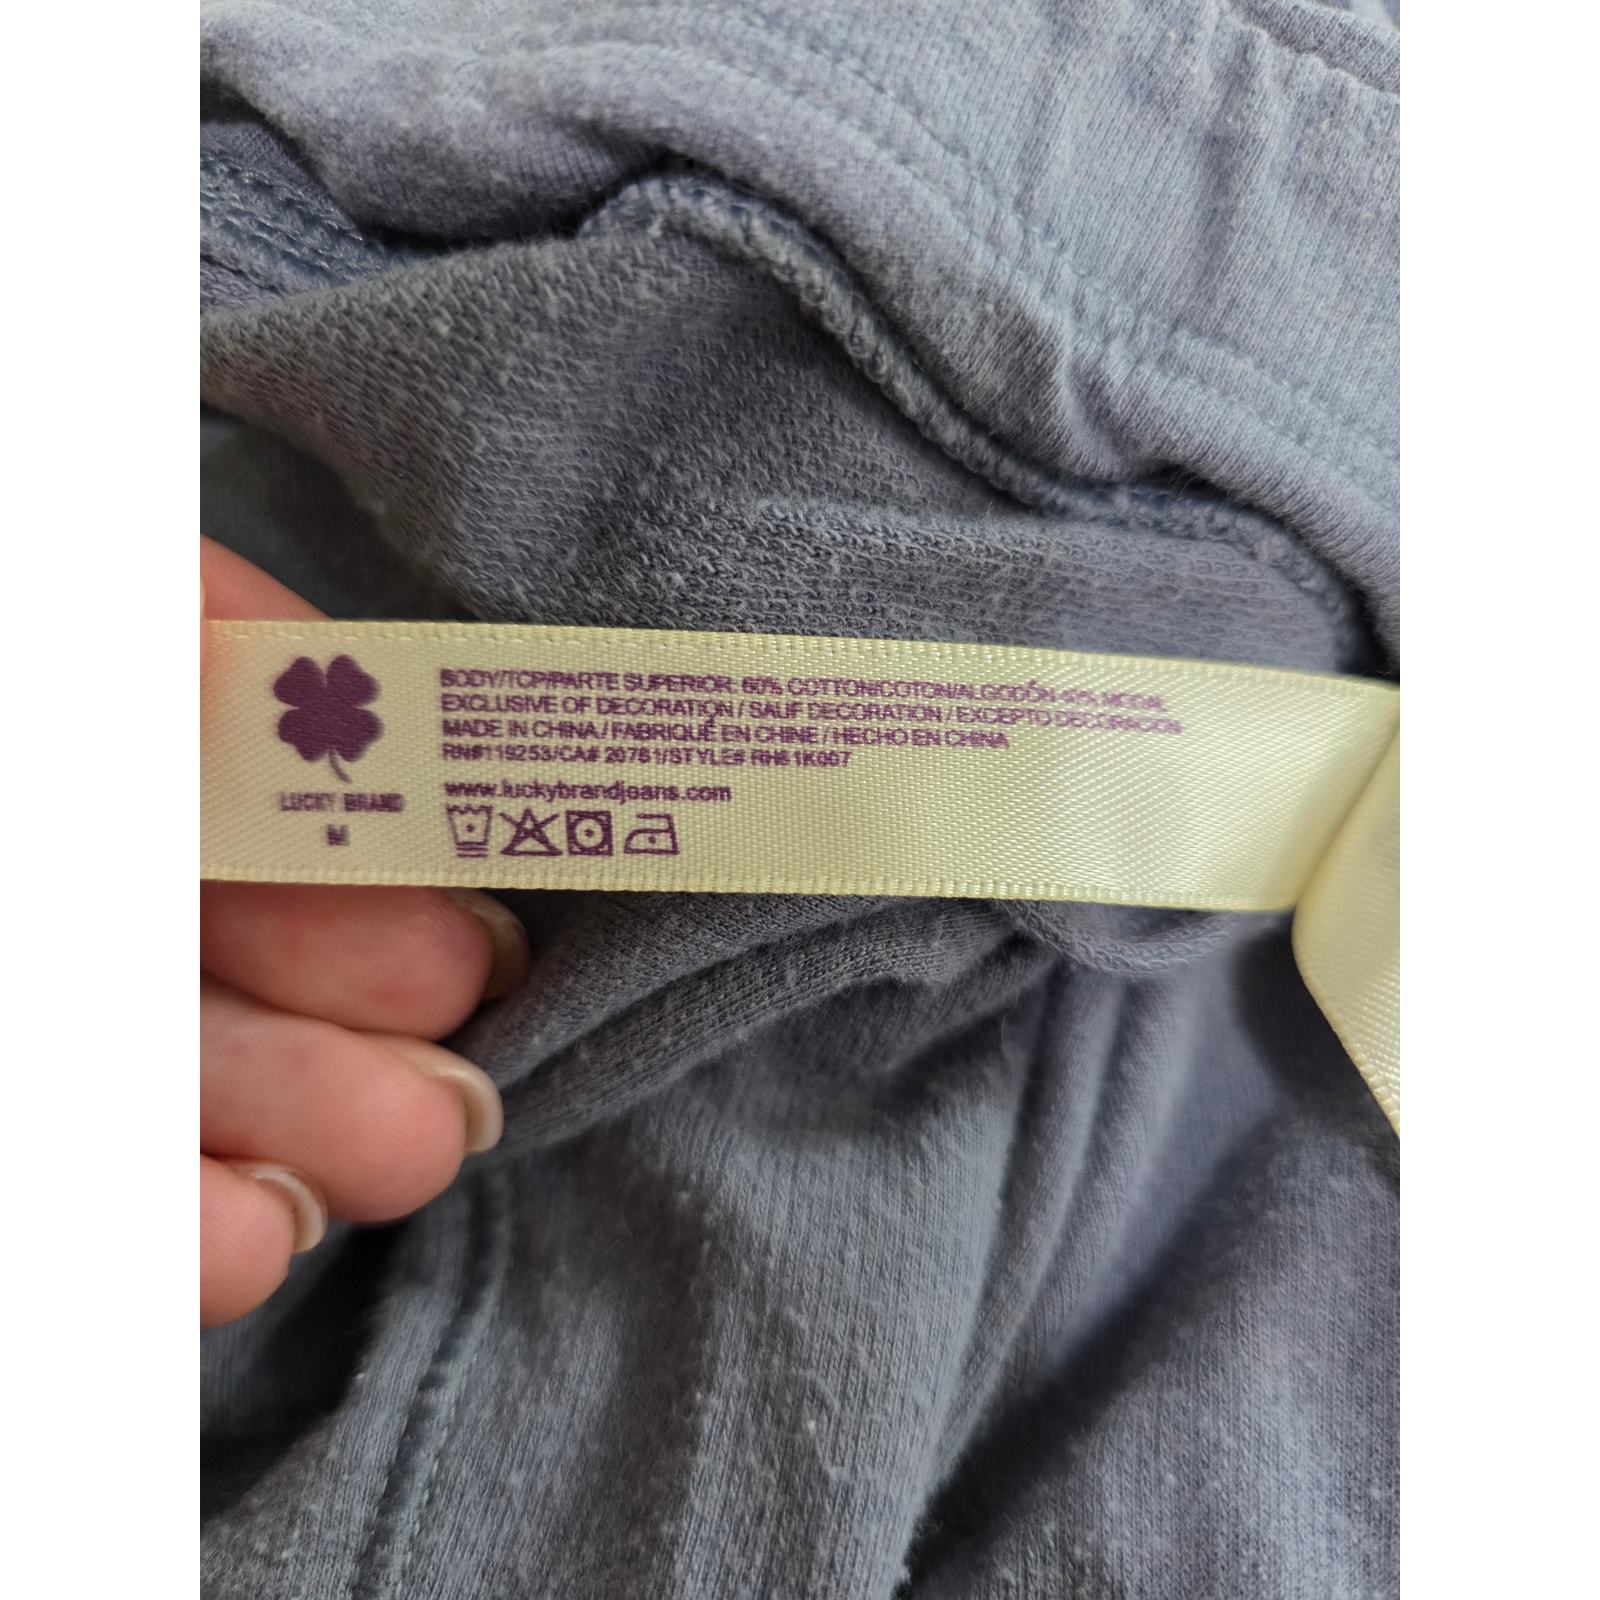 LUCKY BRAND
M
BODY/TOP/PARTE SUPERIOR: 60% COTTON/COTON/ALGODÓN 40% MODAL
EXCLUSIVE OF DECORATION / SAUF DECORATION / EXCEPTO DECORACION
MADE IN CHINA / FABRIQUÉ EN CHINE / HECHO EN CHINA
RN#119253/CA# 20781/STYLE#
www.luckybrandjeans.com